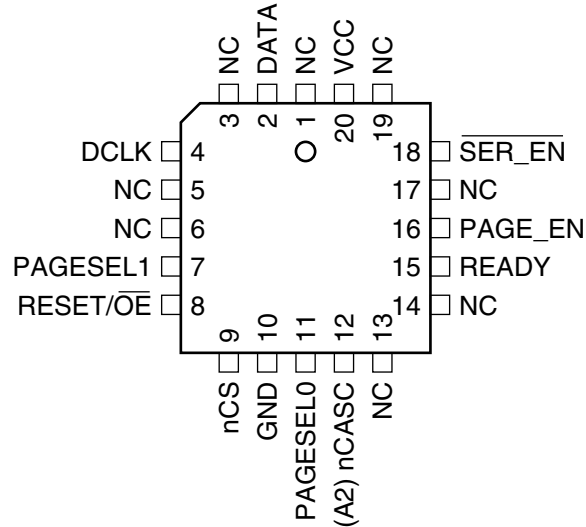 NC
DATA
NC
VCC
NC
3
2
1
20
19
DCLK 4
NC 5
NC 6
PAGESEL1 7
RESET/OE 8
18 SER_EN
17 NC
16 PAGE_EN
15 READY
14 NC
9
10
11
12
13
nCS
GND
PAGESEL0
(A2) nCASC
NC